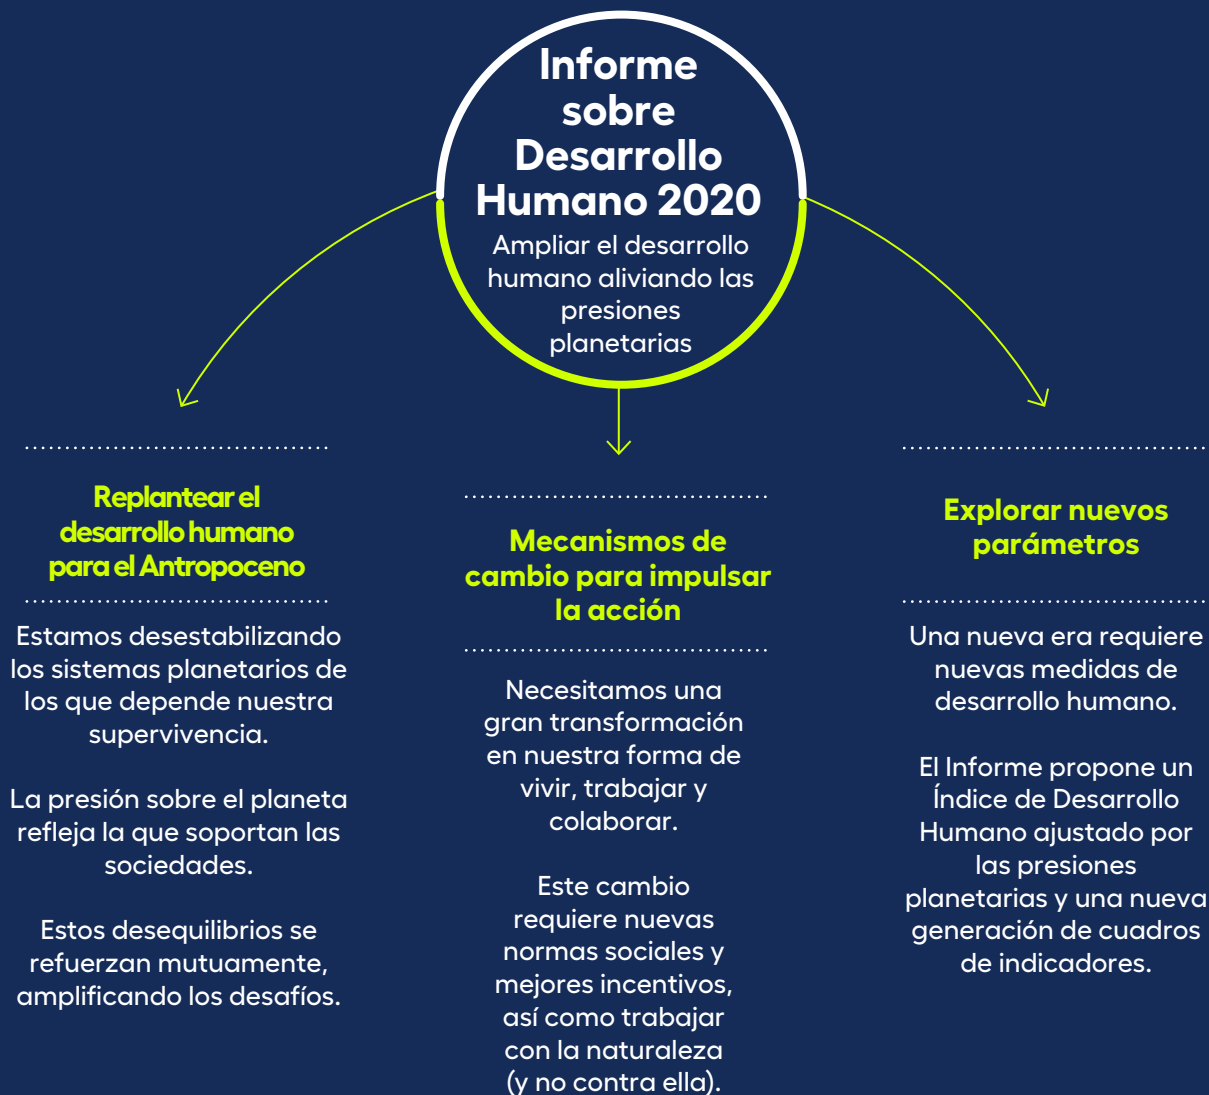 Informe
sobre
Desarrollo
Humano 2020
Ampliar el desarrollo
humano aliviando las
presiones
planetarias
Replantear el
desarrollo humano
para el Antropoceno
Estamos desestabilizando
los sistemas planetarios de
los que depende nuestra
supervivencia.
La presión sobre el planeta
refleja la que soportan las
sociedades.
Estos desequilibrios se
refuerzan mutuamente,
amplificando los desafíos.
Mecanismos de
cambio para impulsar
la acción
Necesitamos una
gran transformación
en nuestra forma de
vivir, trabajar y
colaborar.
Este cambio
requiere nuevas
normas sociales y
mejores incentivos,
así como trabajar
con la naturaleza
(y no contra ella).
Explorar nuevos
parámetros
Una nueva era requiere
nuevas medidas de
desarrollo humano.
El Informe propone un
Índice de Desarrollo
Humano ajustado por
las presiones
planetarias y una nueva
generación de cuadros
de indicadores.